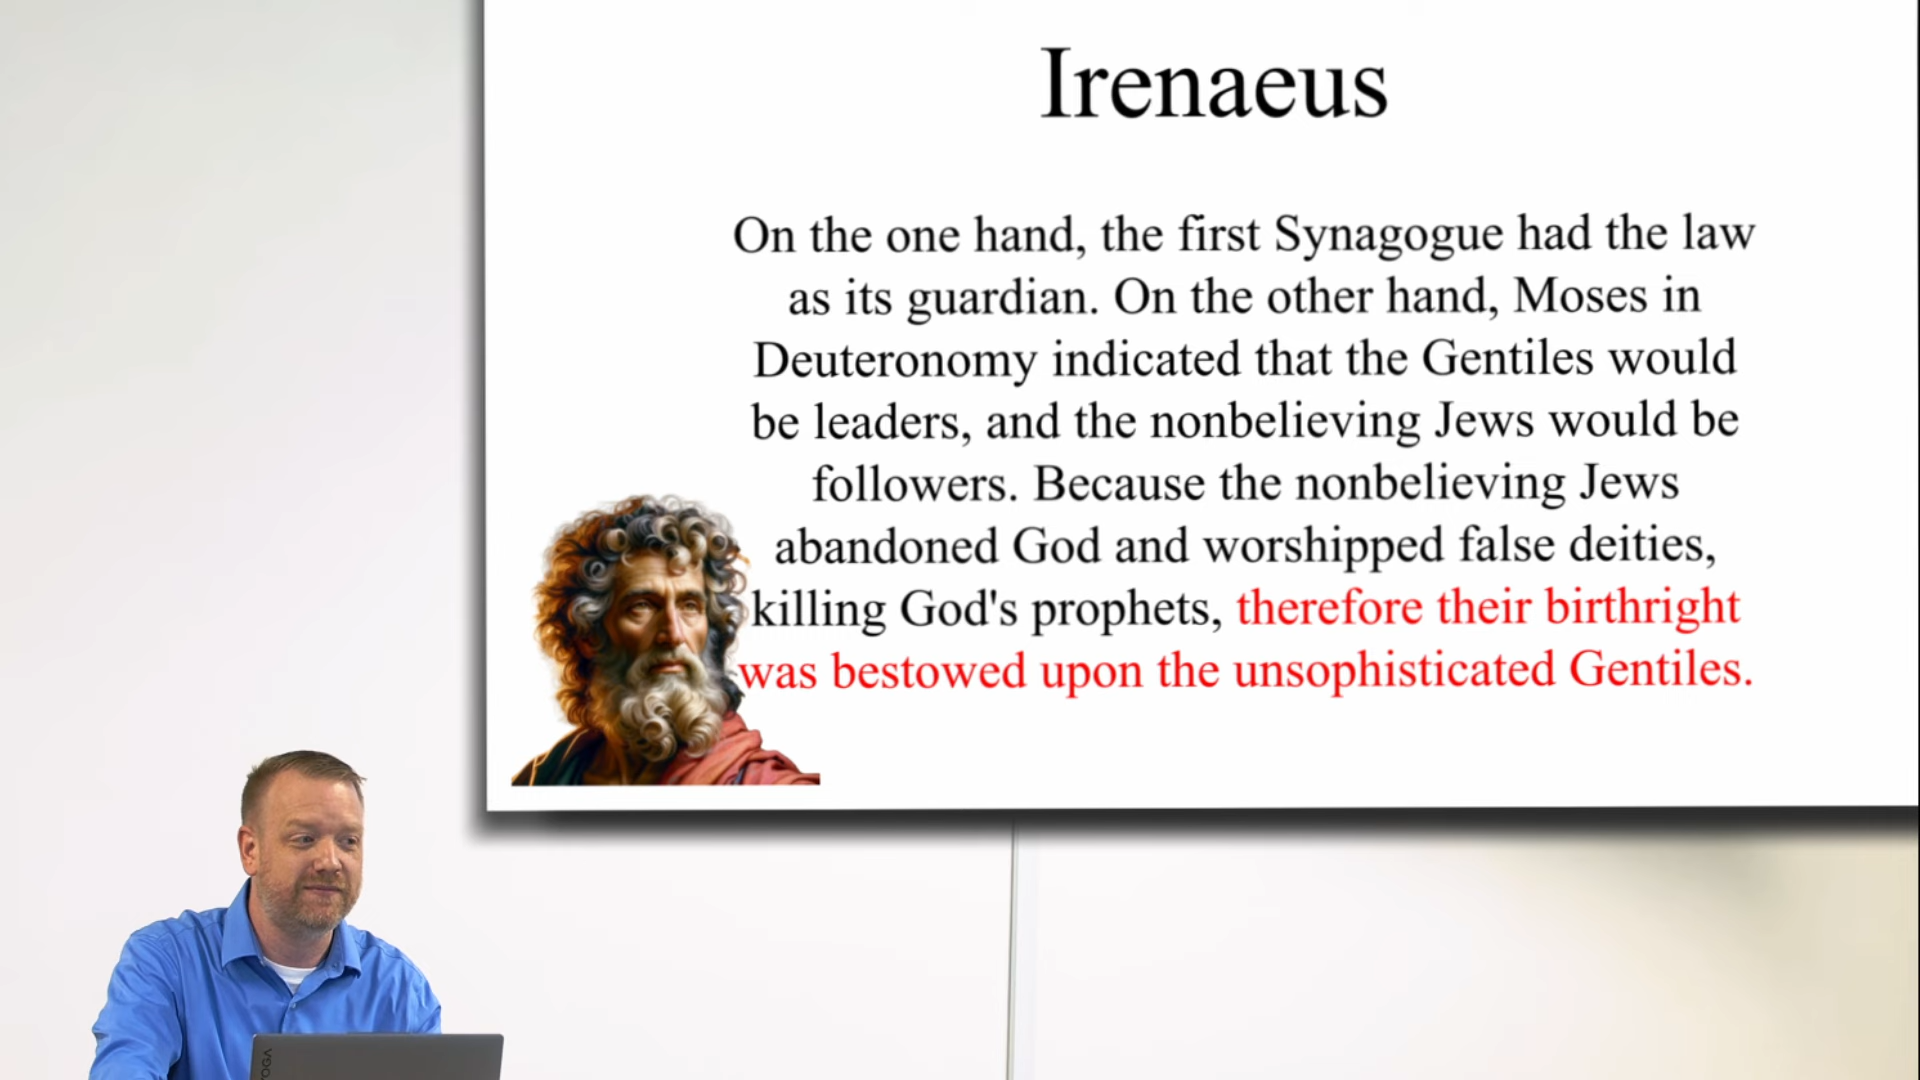 Irenaeus
On the one hand, the first Synagogue had the law
as its guardian. On the other hand, Moses in
Deuteronomy indicated that the Gentiles would
be leaders, and the nonbelieving Jews would be
followers. Because the nonbelieving Jews
abandoned God and worshipped false deities,
killing God's prophets, therefore their birthright
was bestowed upon the unsophisticated Gentiles.
YOGA